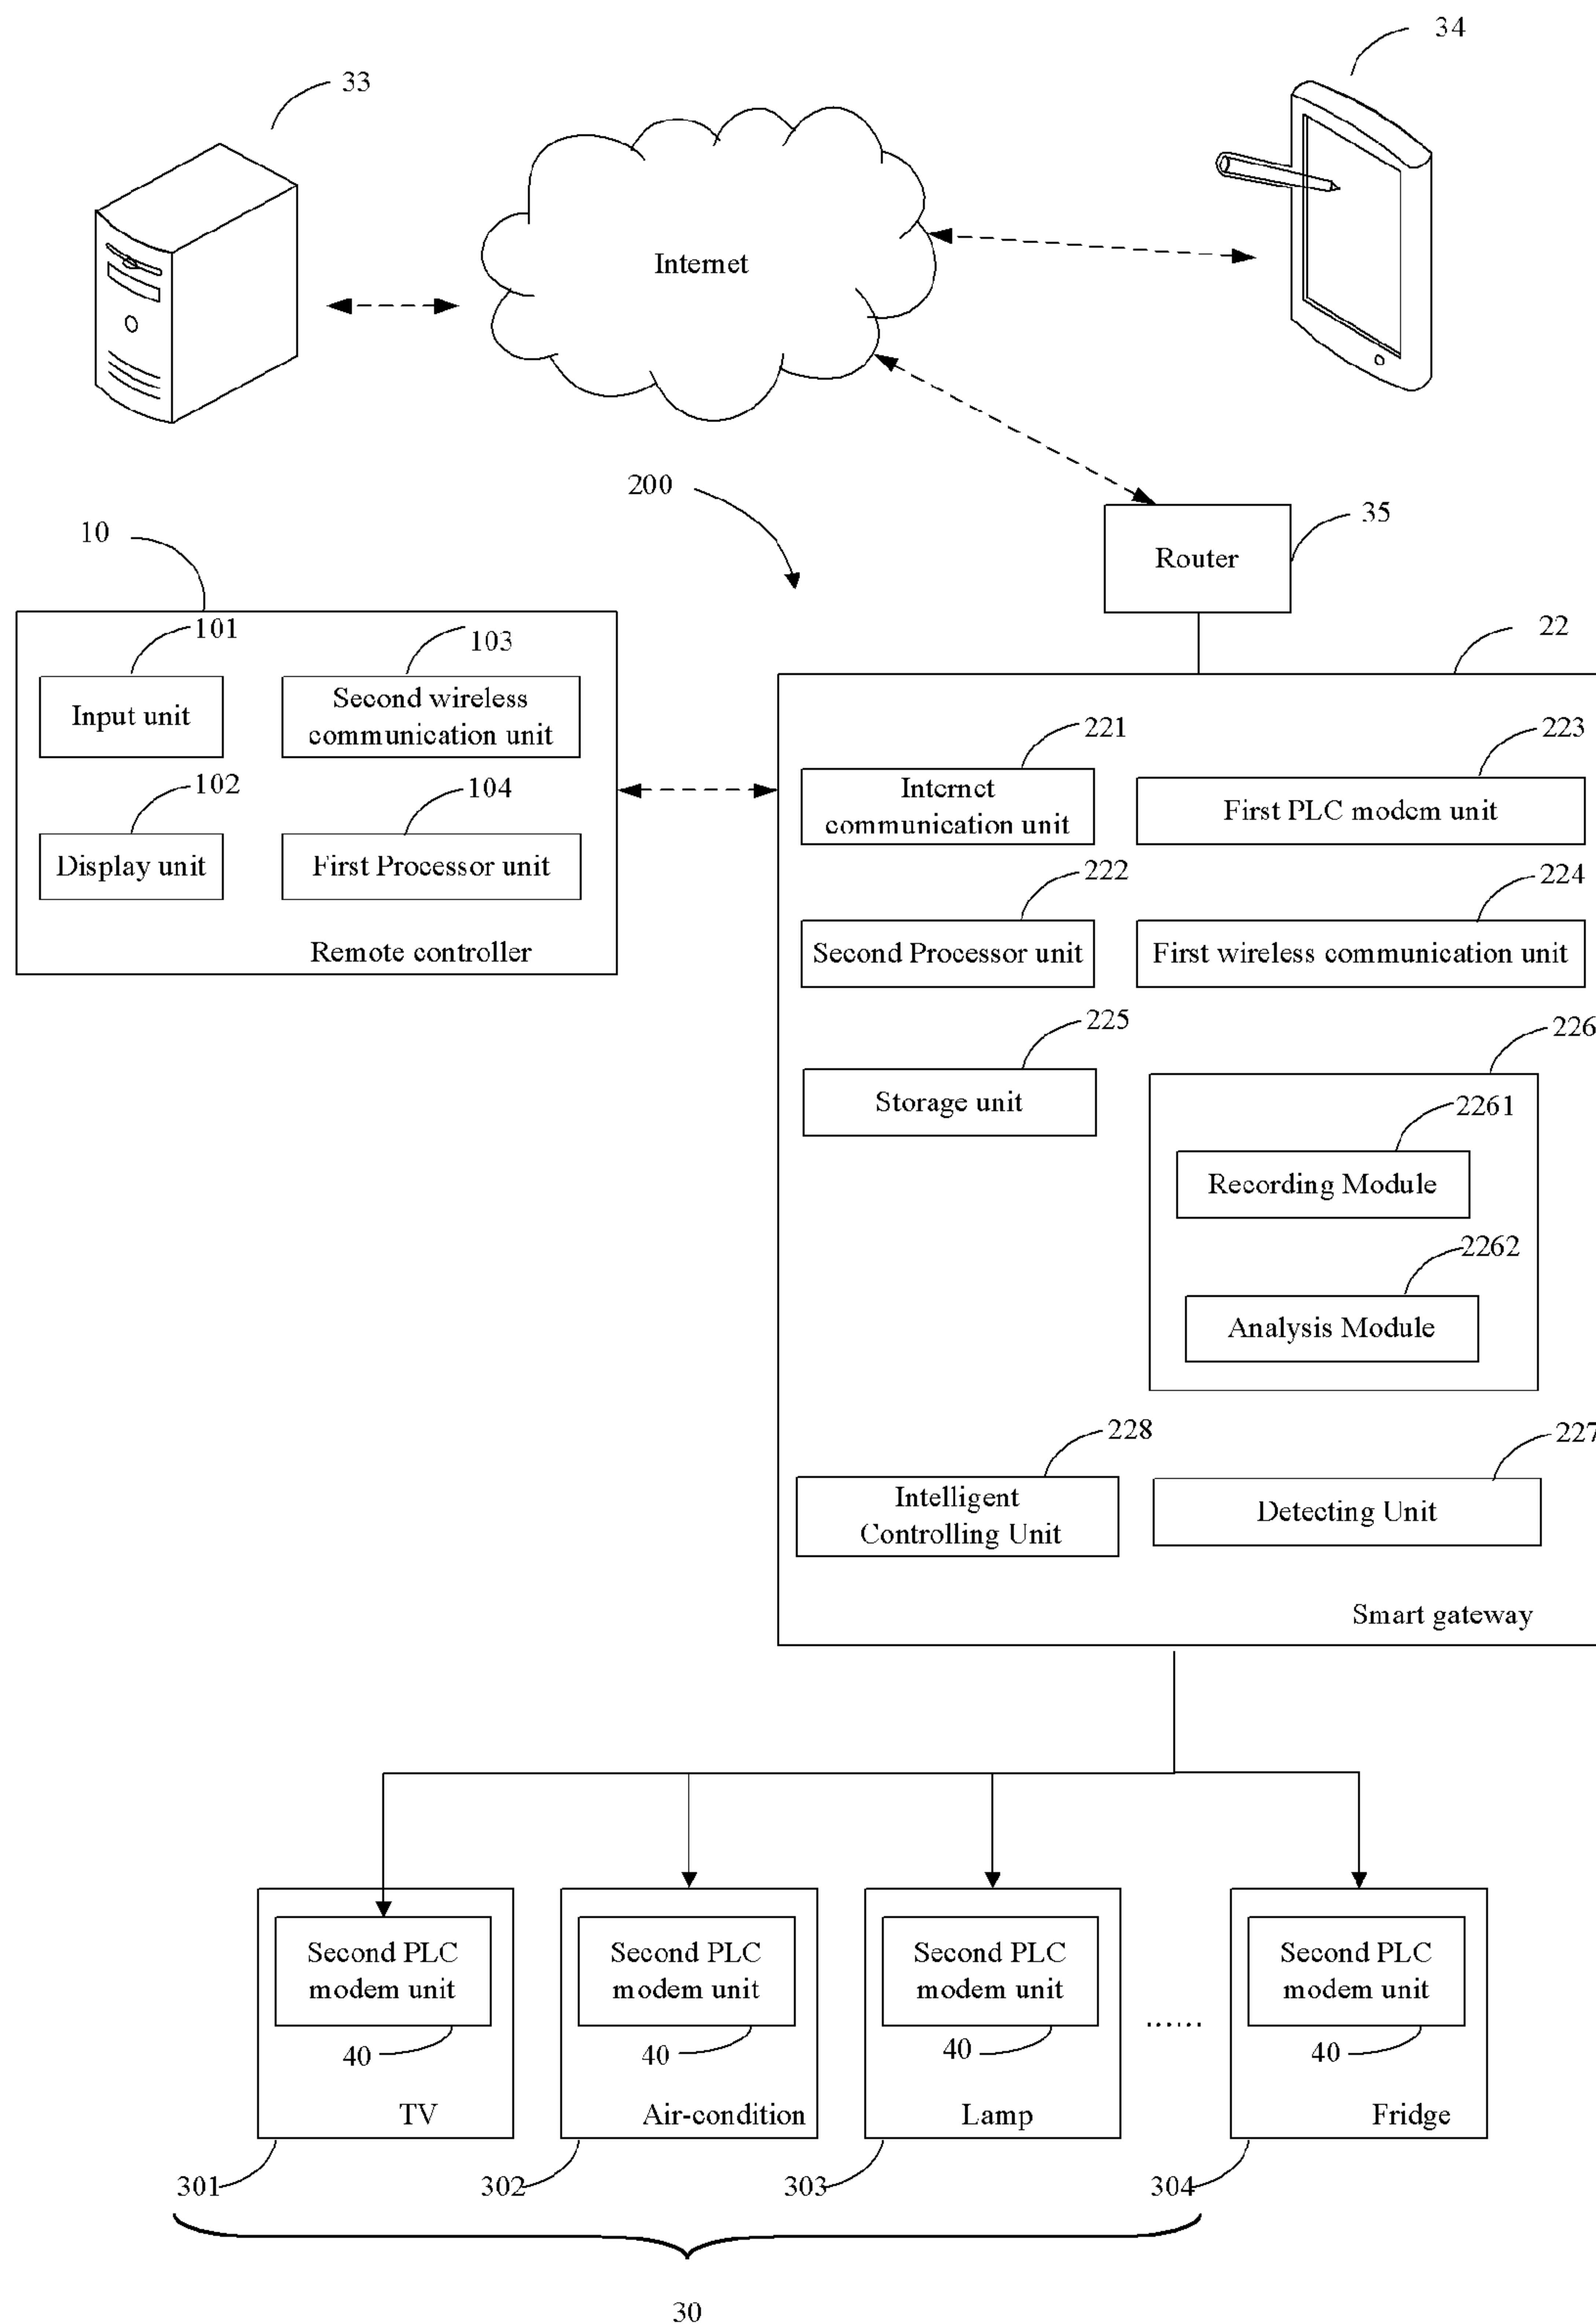 34
33
Internet
200
35
Router
10
22
101
103
Input unit
Second wireless
communication unit
102
104
Display unit
First Processor unit
Remote controller
221
223
Internet
communication unit
First PLC modem unit
222
224
Second Processor unit
First wireless communication unit
225
226
Storage unit
2261
Recording Module
2262
Analysis Module
228
227
Intelligent
Controlling Unit
Detecting Unit
Smart gateway
Second PLC
modem unit
40
TV
Second PLC
modem unit
40
Air-condition
Second PLC
modem unit
40
Lamp
......
Second PLC
modem unit
40
Fridge
301
302
303
304
30